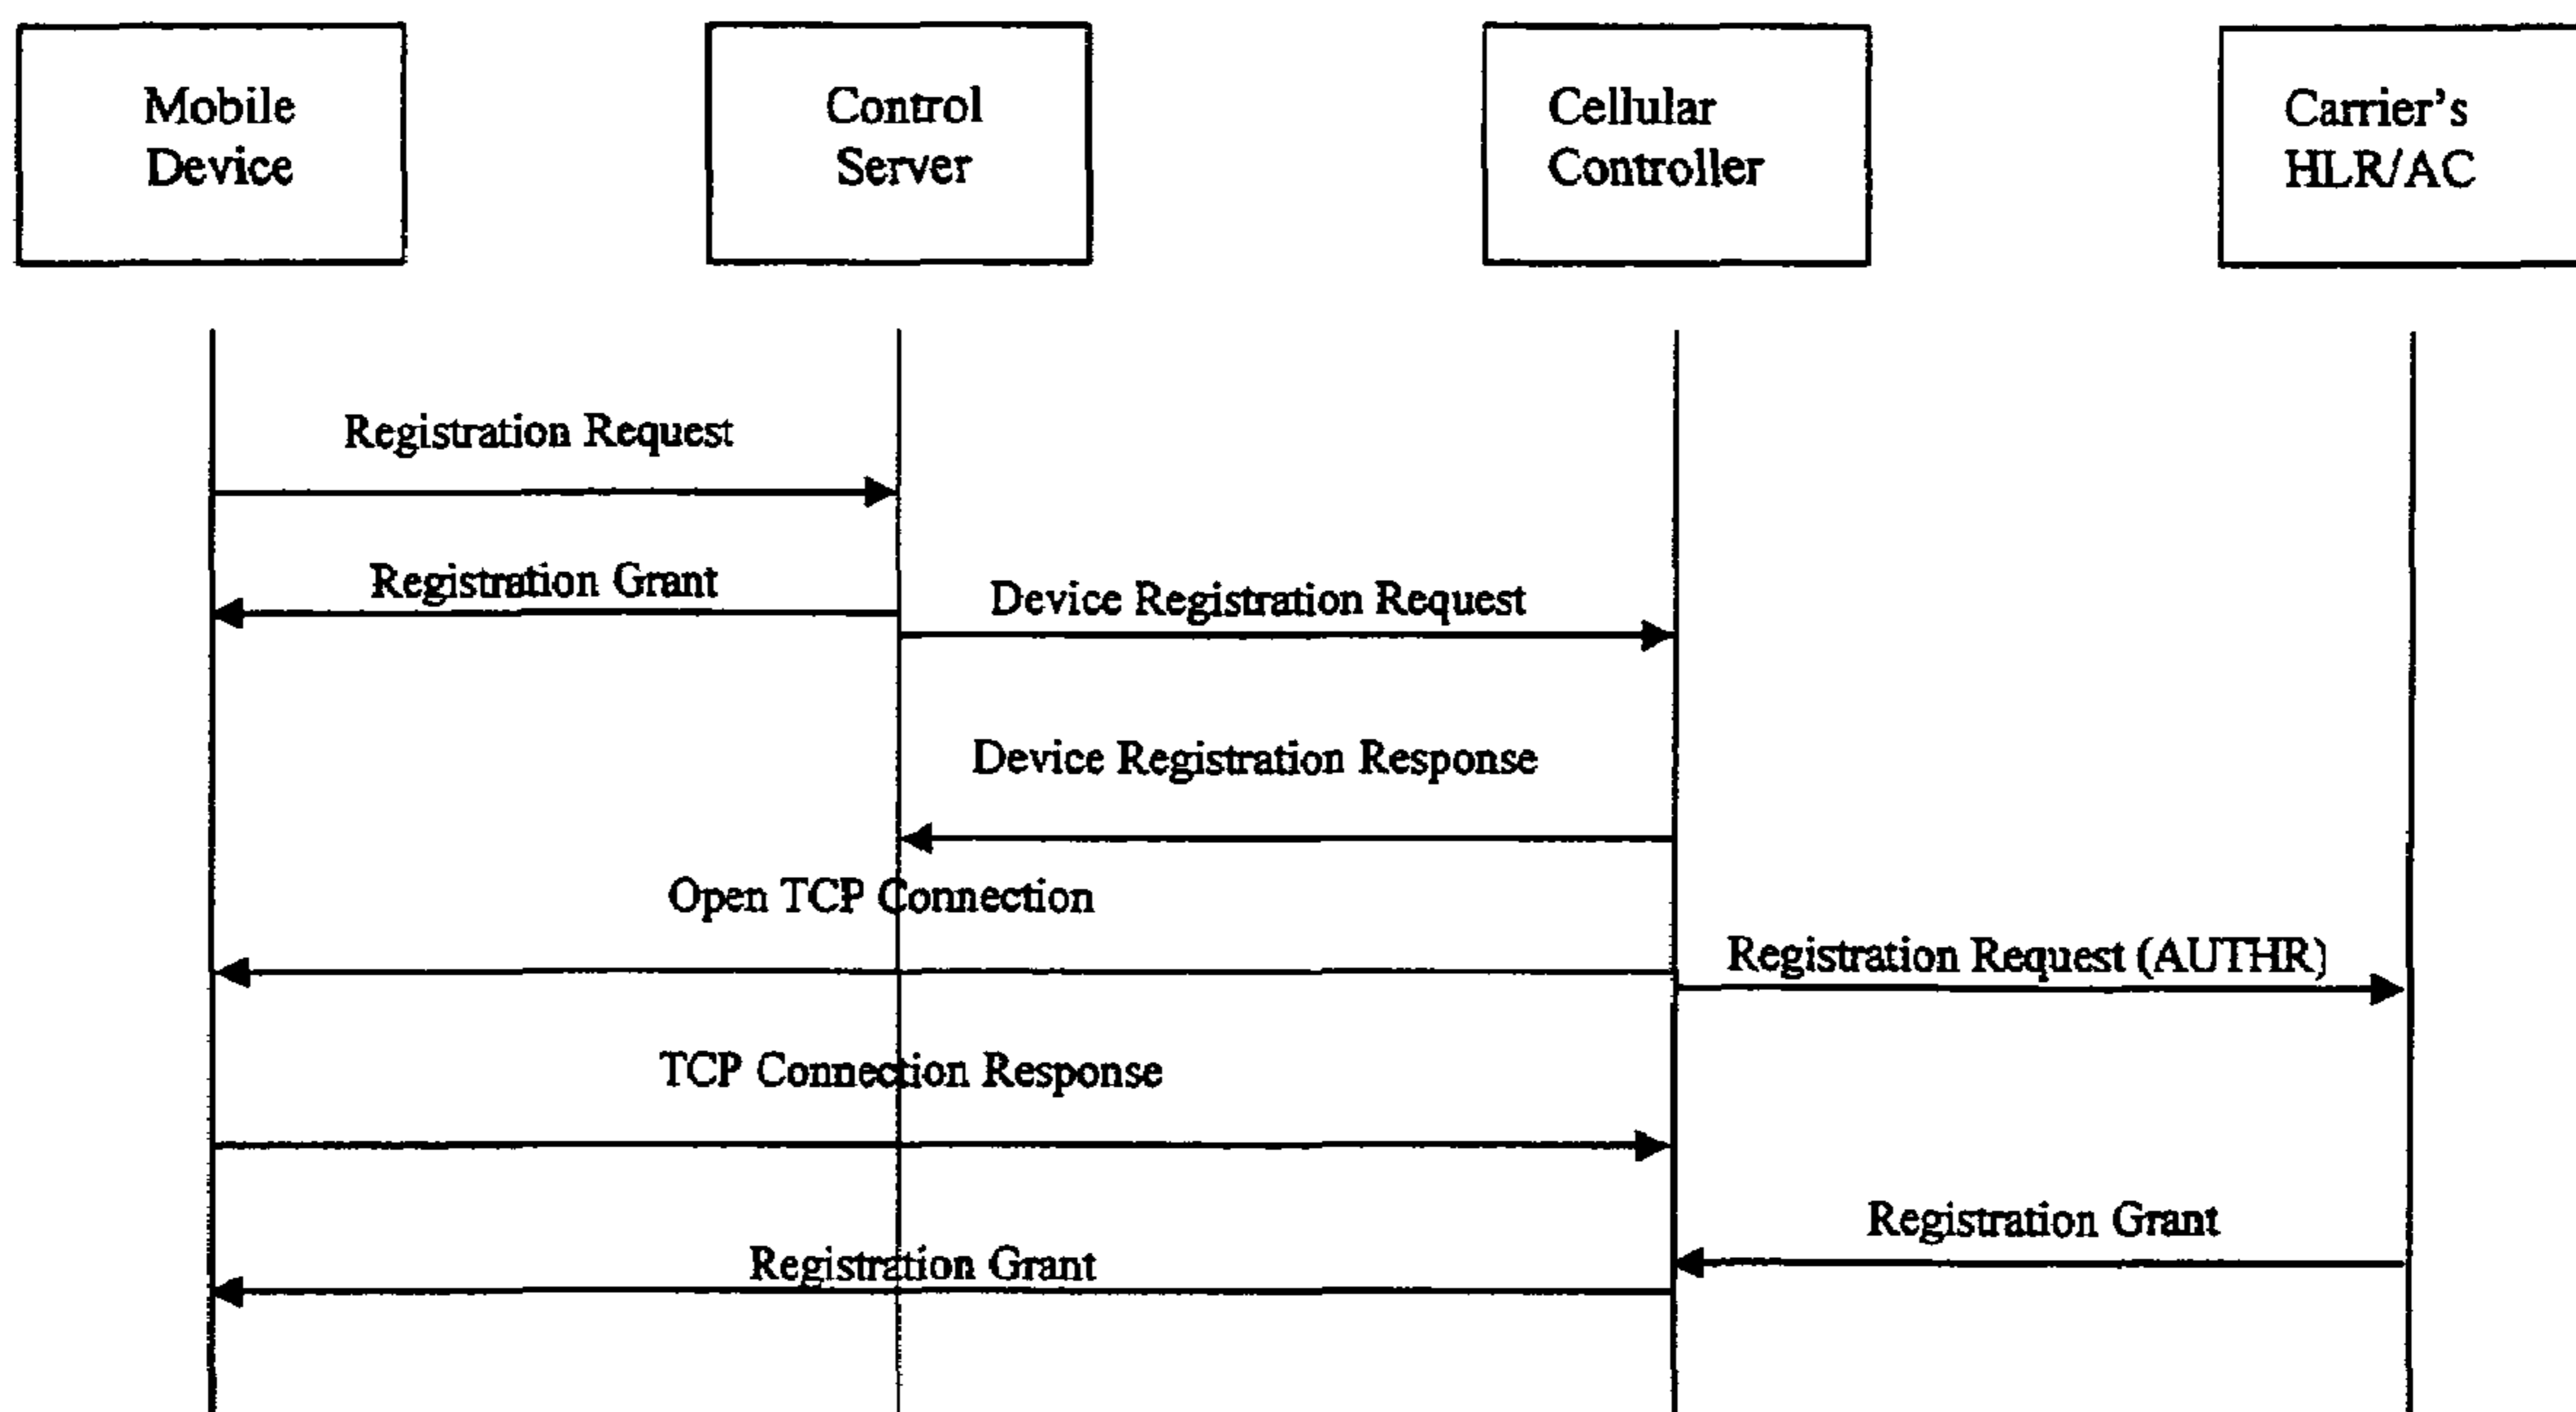 Mobile
Device
Control
Server
Cellular
Controller
Carrier's
HLR/AC
Registration Request
Registration Grant
Device Registration Request
Device Registration Response
Open TCP Connection
Registration Request (AUTHR)
TCP Connection Response
Registration Grant
Registration Grant